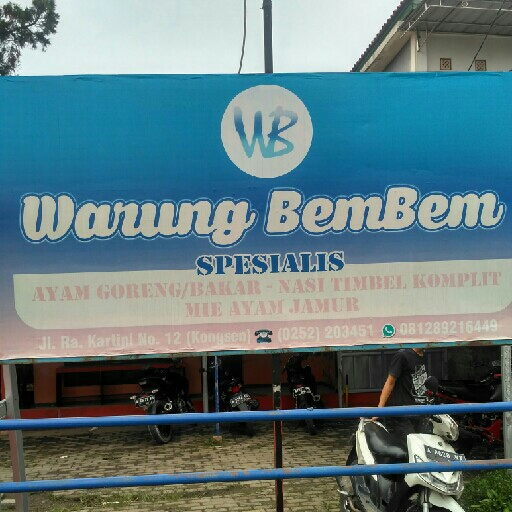 WB
Warung BemBem
SPESIALIS
AYAM GORENG/BAKAR - NASI TIMBEL KOMPLIT
MIE AYAM JAMUR
Jl. Ra. Kartini No. 12 (Kongsen) ☎ (0252) 203451 081289216449